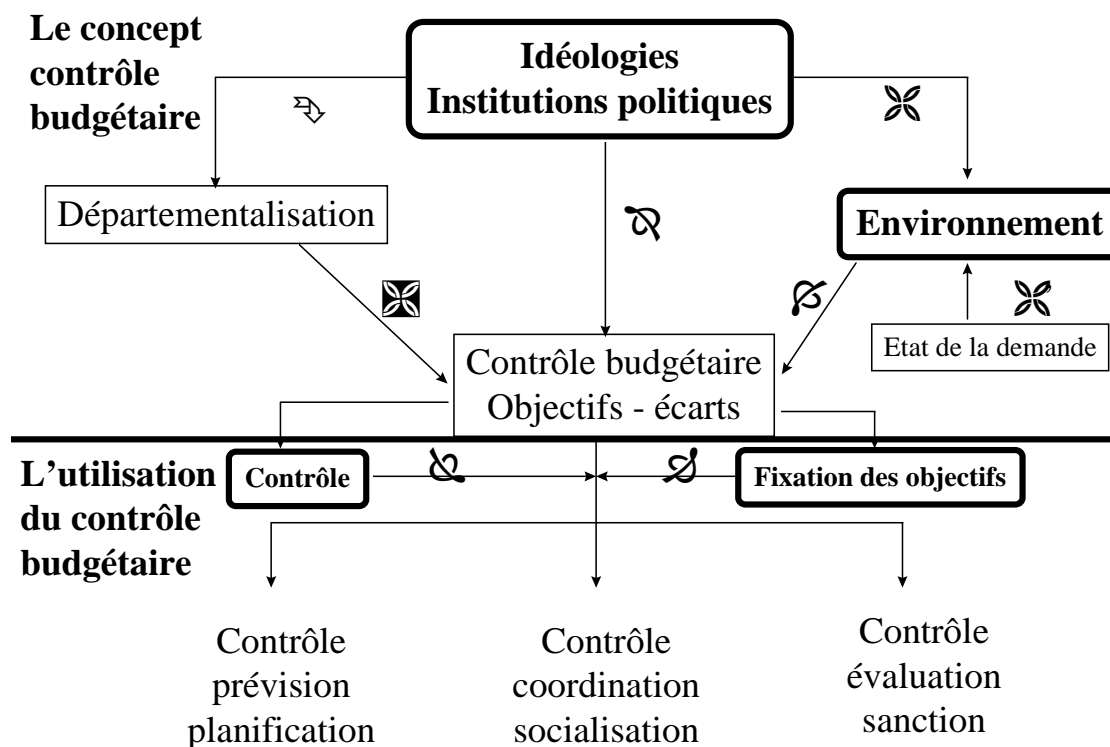 Le concept
contrôle
budgétaire
Idéologies
Institutions politiques
Départementalisation
Environnement
Etat de la demande
Contrôle budgétaire
Objectifs - écarts
L’utilisation
du contrôle
budgétaire
Contrôle
Fixation des objectifs
Contrôle
prévision
planification
Contrôle
coordination
socialisation
Contrôle
évaluation
sanction